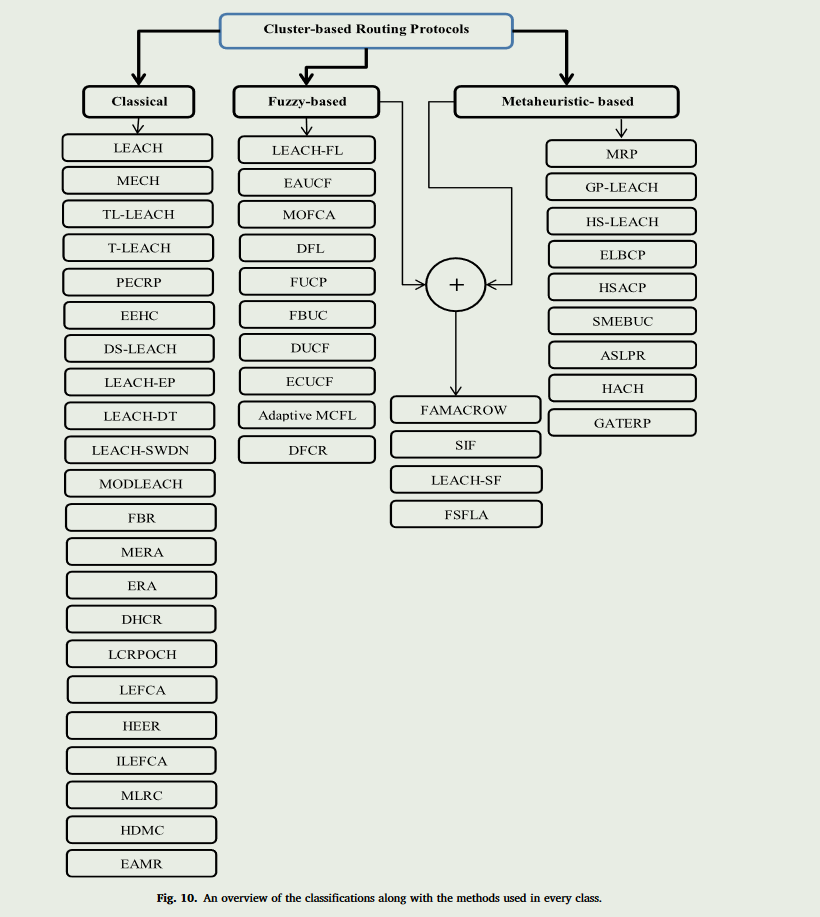 Cluster-based Routing Protocols
Classical
Fuzzy-based
Metaheuristic- based
LEACH
MECH
TL-LEACH
T-LEACH
PECRP
EEHC
DS-LEACH
LEACH-EP
LEACH-DT
LEACH-SWDN
MODLEACH
FBR
MERA
ERA
DHCR
LCRPOCH
LEFCA
HEER
ILEFCA
MLRC
HDMC
EAMR
LEACH-FL
EAUCF
MOFCA
DFL
FUCP
FBUC
DUCF
ECUCF
Adaptive MCFL
DFCR
+
FAMACROW
SIF
LEACH-SF
FSFLA
MRP
GP-LEACH
HS-LEACH
ELBCP
HSACP
SMEBUC
ASLPR
HACH
GATERP
Fig. 10. An overview of the classifications along with the methods used in every class.